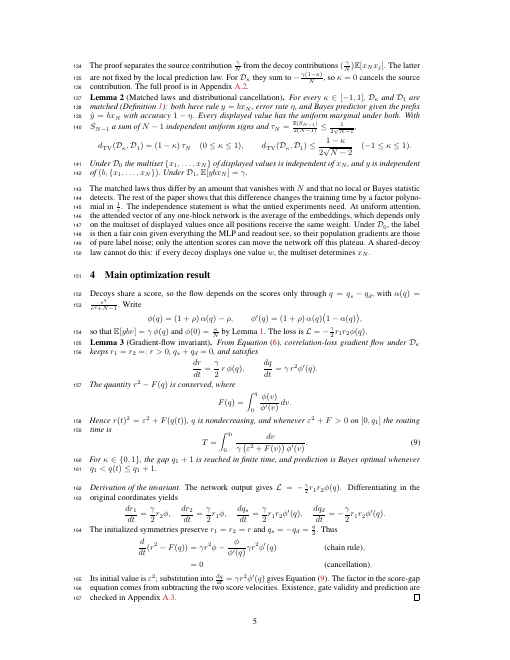 134 The proof separates the source contribution γ/N from the decoy contributions (γ/N)𝔼[x_N x_j]. The latter
135 are not fixed by the local prediction law. For 𝒟_κ they sum to −γ(1−κ)/N, so κ = 0 cancels the source
136 contribution. The full proof is in Appendix A.2.
137 Lemma 2 (Matched laws and distributional cancellation). For every κ ∈ [−1, 1], 𝒟_κ and 𝒟_1 are
138 matched (Definition 1): both have rule y = bx_N, error rate η, and Bayes predictor given the prefix
139 ŷ = bx_N with accuracy 1 − η. Every displayed value has the uniform marginal under both. With
140 S_{N−1} a sum of N − 1 independent uniform signs and τ_N = 𝔼|S_{N−1}|/2(N−1) ≤ 1/(2√(N−1)),
d_TV(𝒟_κ, 𝒟_1) = (1 − κ) τ_N (0 ≤ κ ≤ 1), d_TV(𝒟_κ, 𝒟_1) ≤ (1 − κ)/(2√(N − 2)) (−1 ≤ κ ≤ 1).
141 Under 𝒟_0 the multiset {x_1, . . . , x_N} of displayed values is independent of x_N, and y is independent
142 of (b, {x_1, . . . , x_N}). Under 𝒟_1, 𝔼[ybx_N] = γ.
143 The matched laws thus differ by an amount that vanishes with N and that no local or Bayes statistic
144 detects. The rest of the paper shows that this difference changes the training time by a factor polyno-
145 mial in 1/ε. The independence statement is what the untied experiments need. At uniform attention,
146 the attended vector of any one-block network is the average of the embeddings, which depends only
147 on the multiset of displayed values once all positions receive the same weight. Under 𝒟_0, the label
148 is then a fair coin given everything the MLP and readout see, so their population gradients are those
149 of pure label noise; only the attention scores can move the network off this plateau. A shared-decoy
150 law cannot do this: if every decoy displays one value w, the multiset determines x_N.
151 4 Main optimization result
152 Decoys share a score, so the flow depends on the scores only through q = q_s − q_d, with α(q) =
153 e^q/(e^q+N−1). Write
φ(q) = (1 + ρ) α(q) − ρ, φ′(q) = (1 + ρ) α(q)(1 − α(q)),
154 so that 𝔼[ybv] = γ φ(q) and φ(0) = κ/N by Lemma 1. The loss is ℒ = −γ/2 r_1 r_2 φ(q).
155 Lemma 3 (Gradient-flow invariant). From Equation (6), correlation-loss gradient flow under 𝒟_κ
156 keeps r_1 = r_2 =: r > 0, q_s + q_d = 0, and satisfies
dr/dt = γ/2 r φ(q), dq/dt = γ r² φ′(q).
157 The quantity r² − F(q) is conserved, where
F(q) = ∫_0^q φ(v)/φ′(v) dv.
158 Hence r(t)² = ε² + F(q(t)), q is nondecreasing, and whenever ε² + F > 0 on [0, q_1] the routing
159 time is
T = ∫_0^{q_1} dv/(γ (ε² + F(v)) φ′(v)). (9)
160 For κ ∈ {0, 1}, the gap q_1 + 1 is reached in finite time, and prediction is Bayes optimal whenever
161 q_1 < q(t) ≤ q_1 + 1.
162 Derivation of the invariant. The network output gives ℒ = −γ/2 r_1 r_2 φ(q). Differentiating in the
163 original coordinates yields
dr_1/dt = γ/2 r_2 φ, dr_2/dt = γ/2 r_1 φ, dq_s/dt = γ/2 r_1 r_2 φ′(q), dq_d/dt = −γ/2 r_1 r_2 φ′(q).
164 The initialized symmetries preserve r_1 = r_2 = r and q_s = −q_d = q/2. Thus
d/dt (r² − F(q)) = γr²φ − φ/φ′(q) γr²φ′(q) (chain rule),
= 0 (cancellation).
165 Its initial value is ε²; substitution into dq/dt = γr²φ′(q) gives Equation (9). The factor in the score-gap
166 equation comes from subtracting the two score velocities. Existence, gate validity and prediction are
167 checked in Appendix A.3. □
5